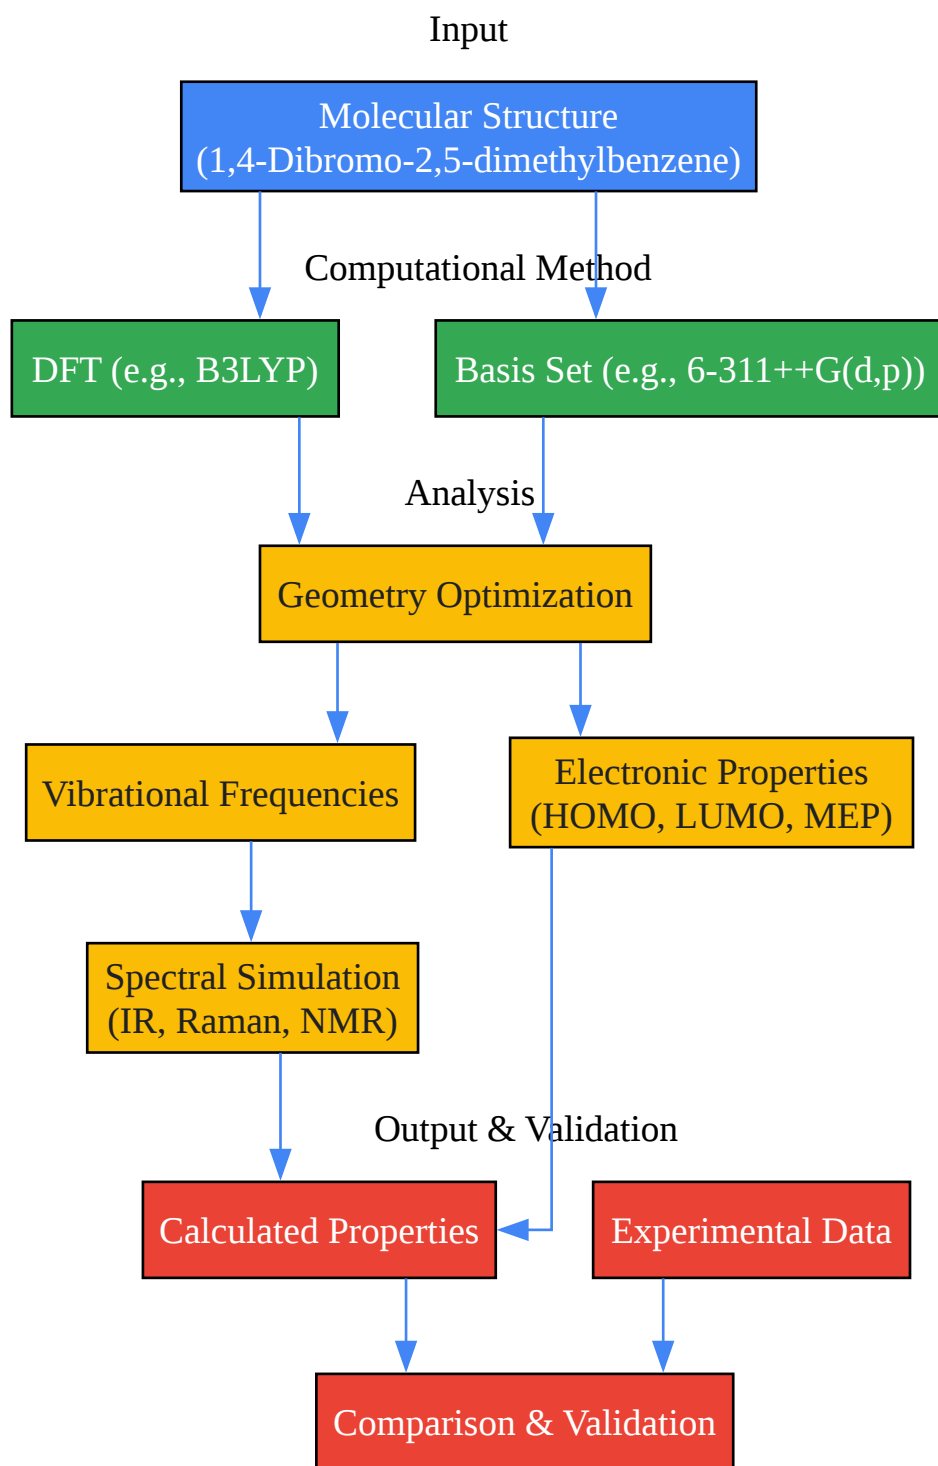 Input
Molecular Structure
(1,4-Dibromo-2,5-dimethylbenzene)
Computational Method
DFT (e.g., B3LYP)
Basis Set (e.g., 6-311++G(d,p))
Analysis
Geometry Optimization
Vibrational Frequencies
Electronic Properties
(HOMO, LUMO, MEP)
Spectral Simulation
(IR, Raman, NMR)
Output & Validation
Calculated Properties
Experimental Data
Comparison & Validation